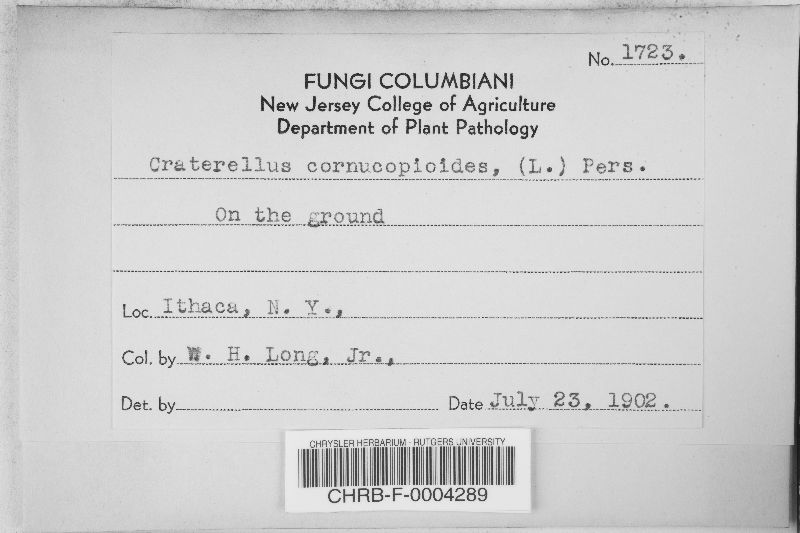 No. 1723.
FUNGI COLUMBIANI
New Jersey College of Agriculture
Department of Plant Pathology
Craterellus cornucopioides, (L.) Pers.
On the ground
Loc. Ithaca, N. Y.,
Col. by W. H. Long, Jr.,
Det. by
Date July 23, 1902.
CHRYSLER HERBARIUM - RUTGERS UNIVERSITY
CHRB-F-0004289